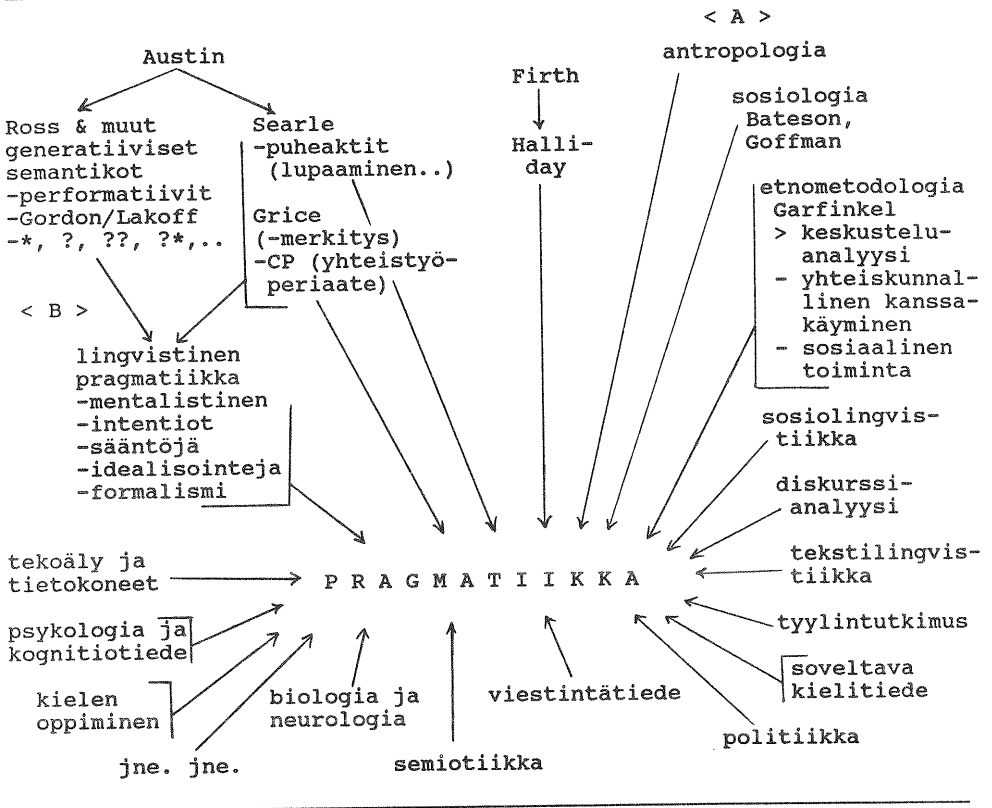 < A >
antropologia
Austin
Firth
Halli-
day
sosiologia
Bateson,
Goffman
Ross & muut
generatiiviset
semantikot
-performatiivit
-Gordon/Lakoff
-*, ?, ??, ?*,..
Searle
-puheaktit
(lupaaminen..)
Grice
(-merkitys)
-CP (yhteistyö-
periaate)
etnometodologia
Garfinkel
> keskustelu-
analyysi
- yhteiskunnal-
linen kanssa-
käyminen
- sosiaalinen
toiminta
< B >
lingvistinen
pragmatiikka
-mentalistinen
-intentiot
-sääntöjä
-idealisointeja
-formalismi
sosiolingvis-
tiikka
diskurssi-
analyysi
tekoäly ja
tietokoneet
P R A G M A T I I K K A
tekstilingvis-
tiikka
psykologia ja
kognitiotiede
tyylintutkimus
kielen
oppiminen
biologia ja
neurologia
viestintätiede
soveltava
kielitiede
jne. jne.
semiotiikka
politiikka